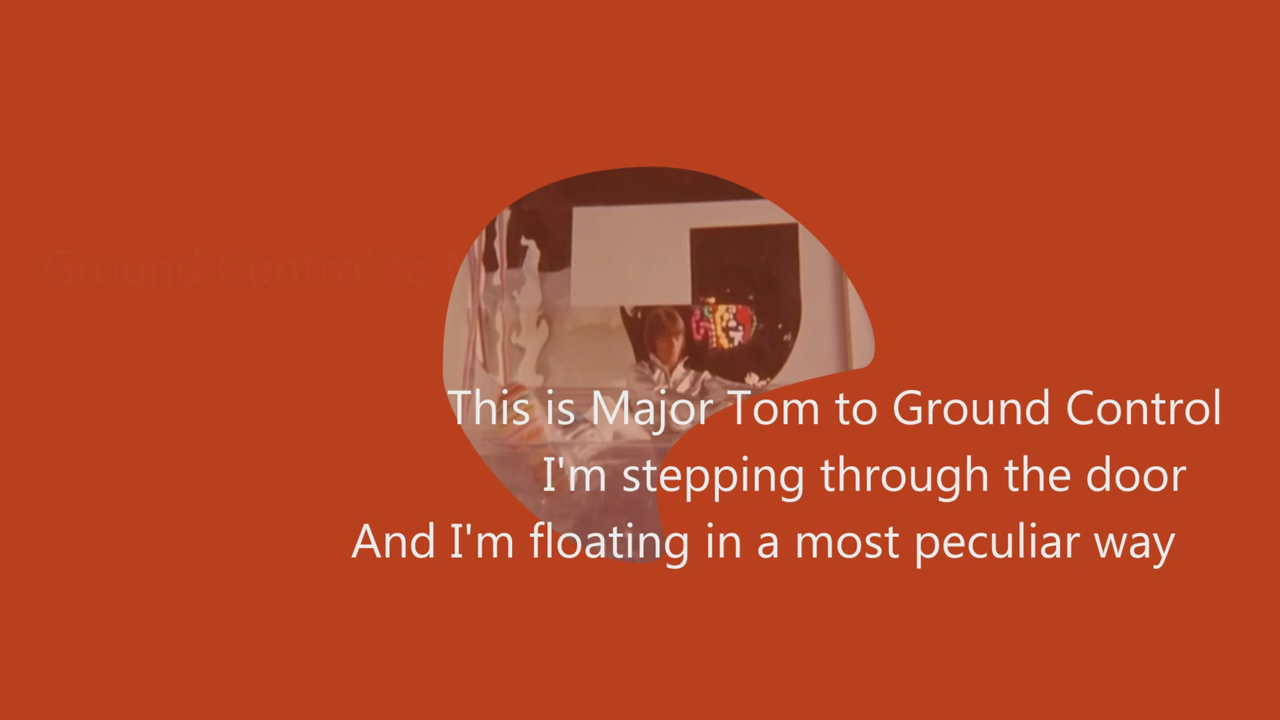 Ground Control to
This is Major Tom to Ground Control
I'm stepping through the door
And I'm floating in a most peculiar way